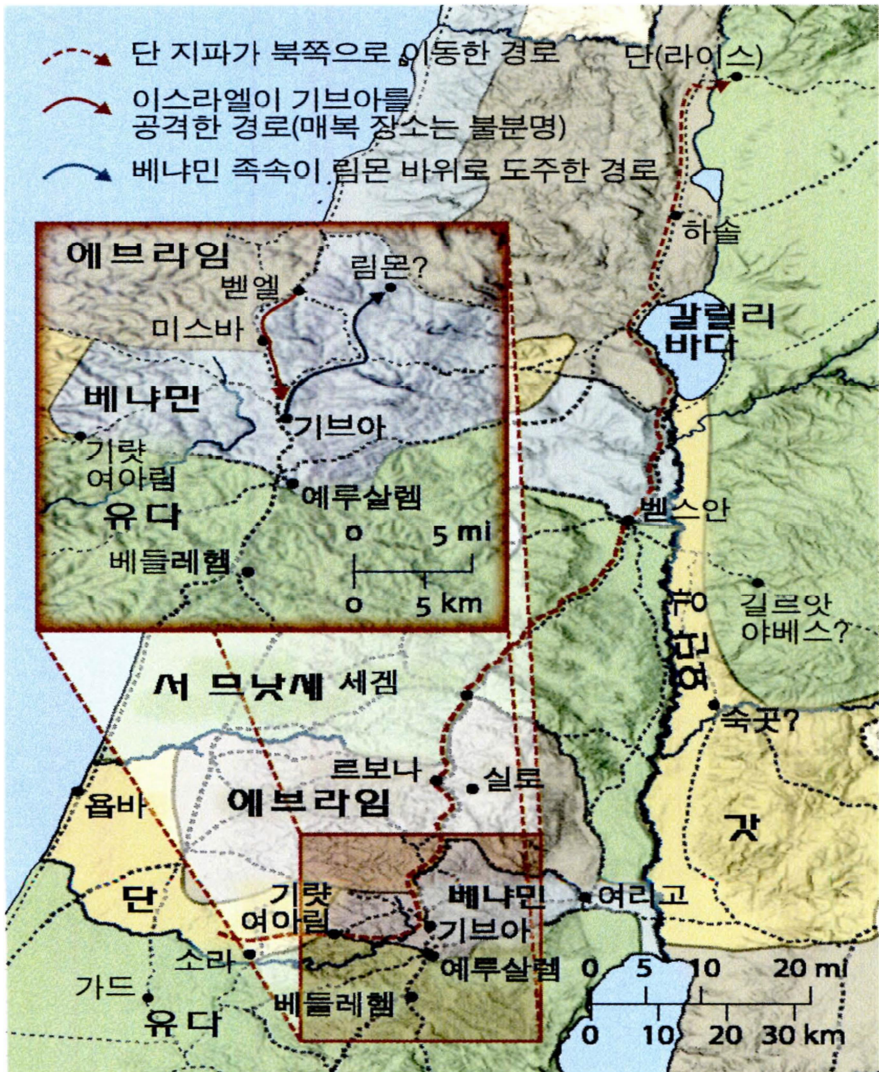 단 지파가 북쪽으로 이동한 경로
이스라엘이 기브아를
공격한 경로(매복 장소는 불분명)
베냐민 족속이 림몬 바위로 도주한 경로
단(라이스)
하솔
갈릴리
바다
에브라임
벧엘
림몬?
미스바
베냐민
기브아
기럇
여아림
예루살렘
유다
베들레헴
0 5 mi
0 5 km
벧스안
길르앗
야베스?
요단강
숙곳?
서 므낫세
세겜
르보나
실로
에브라임
욥바
갓
단
기럇
여아림
베냐민
여리고
기브아
소라
예루살렘
가드
베들레헴
유다
0 5 10 20 mi
0 10 20 30 km